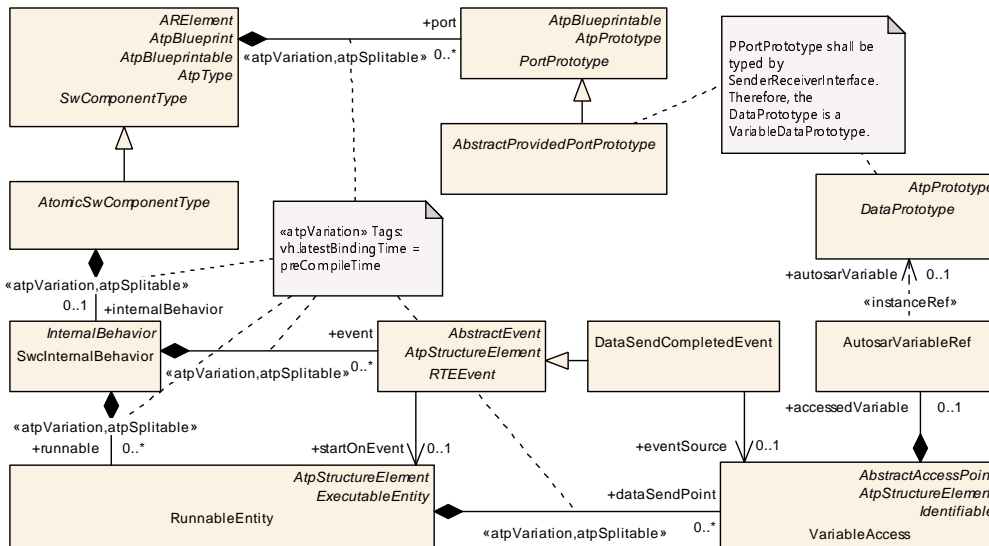 ARElement
AtpBlueprint
AtpBlueprintable
AtpType
SwComponentType
+port
«atpVariation,atpSplitable» 0..*
AtpBlueprintable
AtpPrototype
PortPrototype
PPortPrototype shall be
typed by
SenderReceiverInterface.
Therefore, the
DataPrototype is a
VariableDataPrototype.
AbstractProvidedPortPrototype
AtomicSwComponentType
AtpPrototype
DataPrototype
«atpVariation» Tags:
vh.latestBindingTime =
preCompileTime
«atpVariation,atpSplitable»
0..1
+internalBehavior
+autosarVariable
0..1
«instanceRef»
InternalBehavior
SwcInternalBehavior
+event
«atpVariation,atpSplitable» 0..*
AbstractEvent
AtpStructureElement
RTEEvent
DataSendCompletedEvent
AutosarVariableRef
+accessedVariable
0..1
«atpVariation,atpSplitable»
+runnable
0..*
+startOnEvent
0..1
+eventSource
0..1
AtpStructureElement
ExecutableEntity
RunnableEntity
+dataSendPoint
«atpVariation,atpSplitable»
0..*
AbstractAccessPoint
AtpStructureElement
Identifiable
VariableAccess